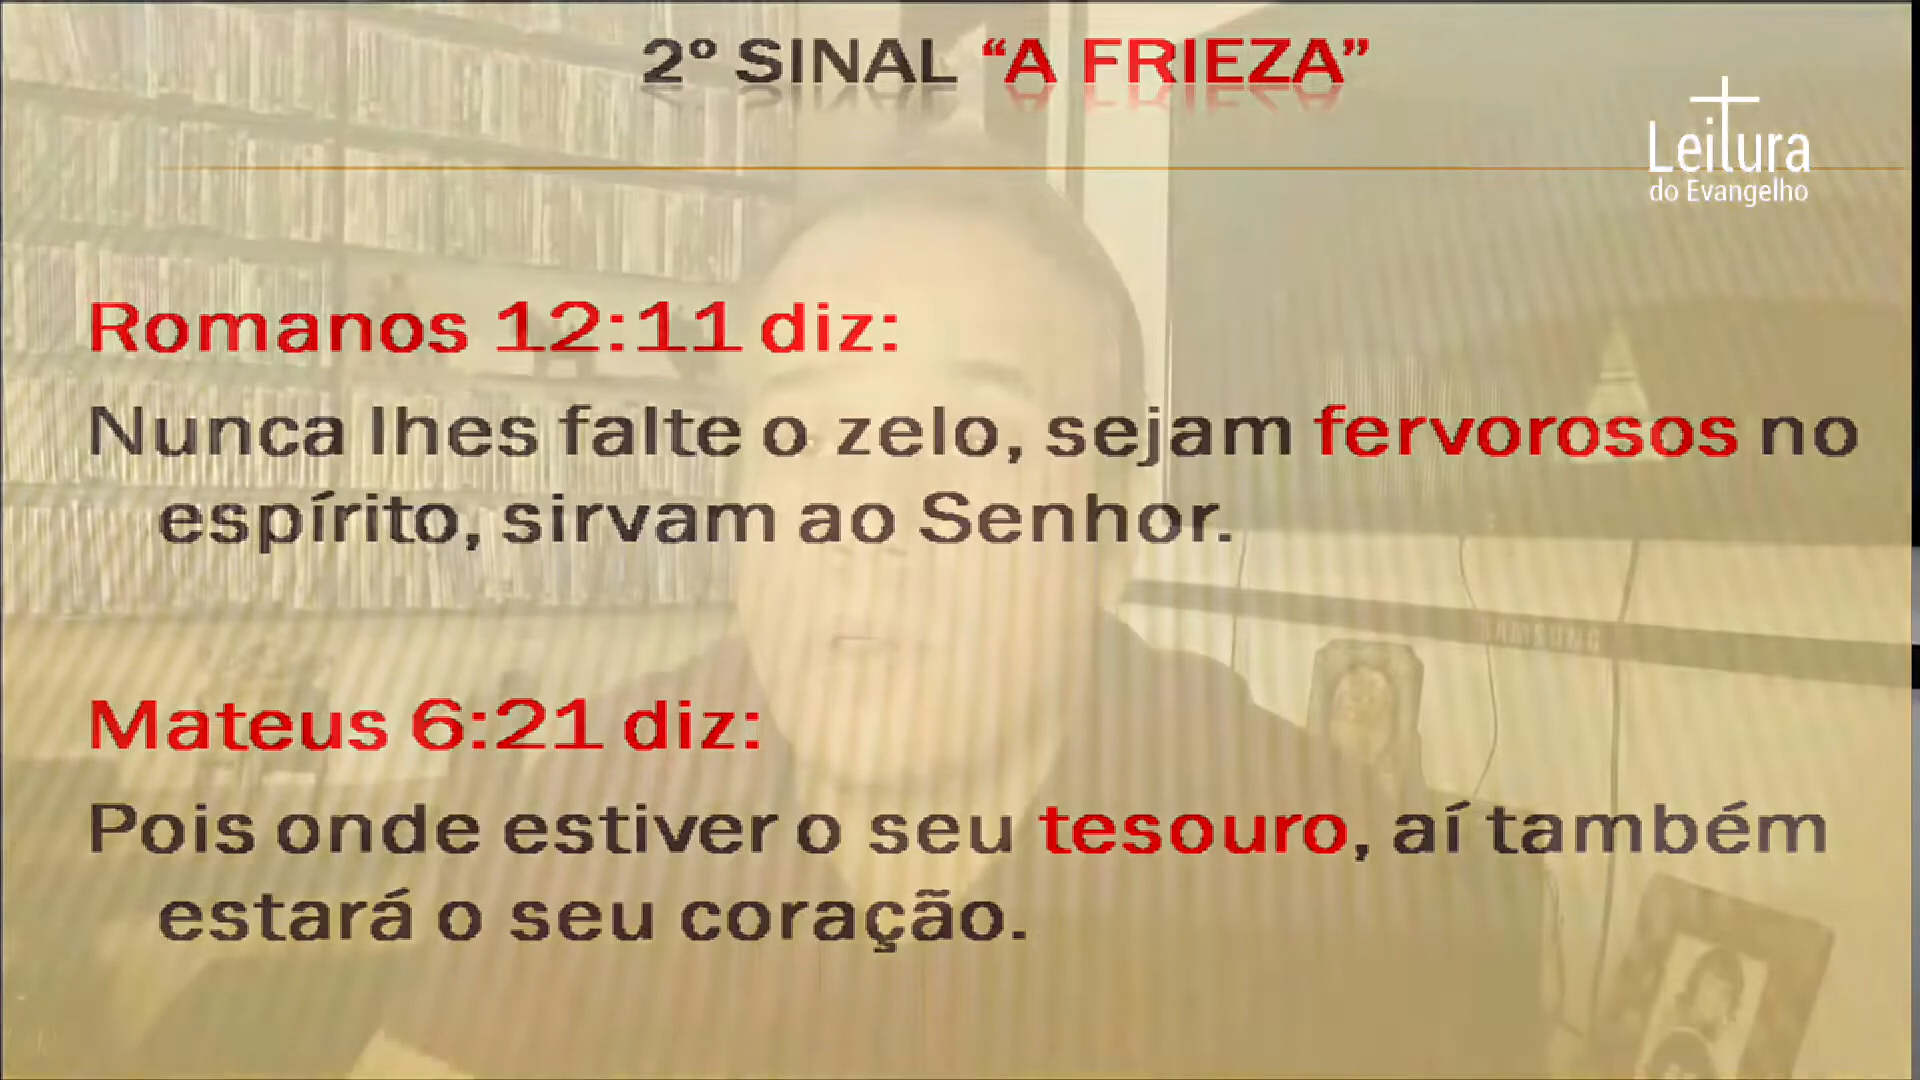 2º SINAL “A FRIEZA”
Leitura
do Evangelho
Romanos 12:11 diz:
Nunca lhes falte o zelo, sejam fervorosos no
espírito, sirvam ao Senhor.
SAMSUNG
Mateus 6:21 diz:
Pois onde estiver o seu tesouro, aí também
estará o seu coração.